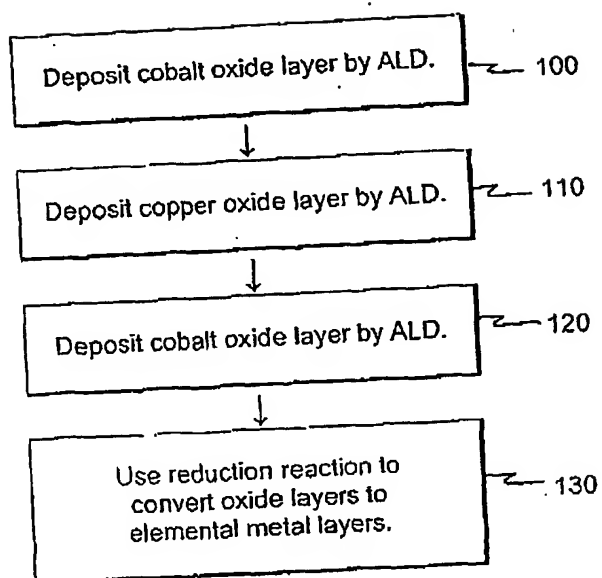 Deposit cobalt oxide layer by ALD.
100
Deposit copper oxide layer by ALD.
110
Deposit cobalt oxide layer by ALD.
120
Use reduction reaction to
convert oxide layers to
elemental metal layers.
130